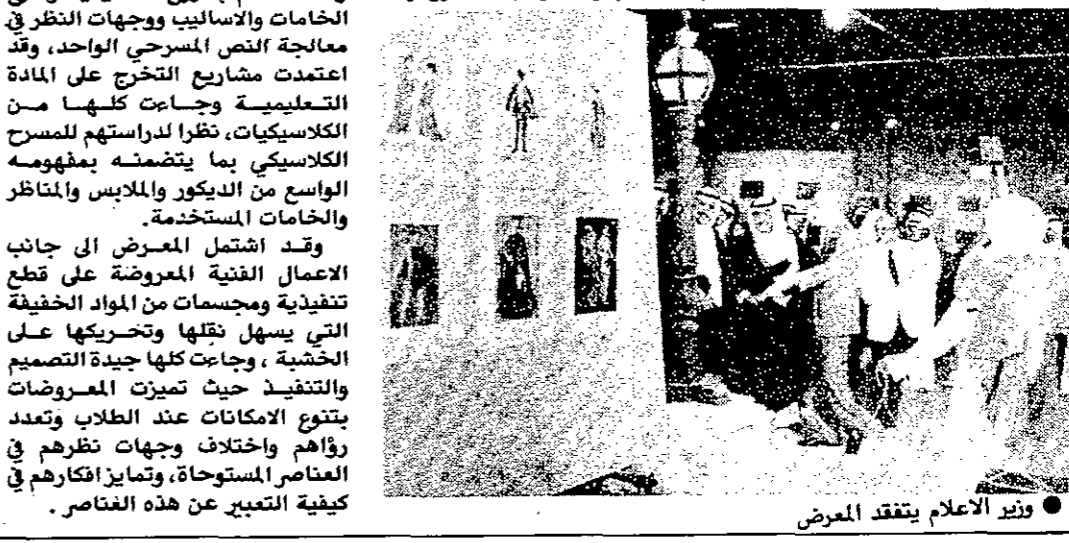 الخامات والاساليب ووجهات النظر في
معالجة النص المسرحي الواحد، وقد
اعتمدت مشاريع التخرج على المادة
التعليمية وجاءت كلها من
الكلاسيكيات، نظرا لدراستهم للمسرح
الكلاسيكي بما يتضمنه بمفهومه
الواسع من الديكور والملابس والمناظر
والخامات المستخدمة.
وقد اشتمل المعرض الى جانب
الاعمال الفنية المعروضة على قطع
تنفيذية ومجسمات من المواد الخفيفة
التي يسهل نقلها وتحريكها على
الخشبة ، وجاءت كلها جيدة التصميم
والتنفيذ حيث تميزت المعروضات
بتنوع الامكانات عند الطلاب وتعدد
رؤاهم واختلاف وجهات نظرهم في
العناصر المستوحاة، وتمايز افكارهم في
كيفية التعبير عن هذه العناصر .
● وزير الاعلام يتفقد المعرض